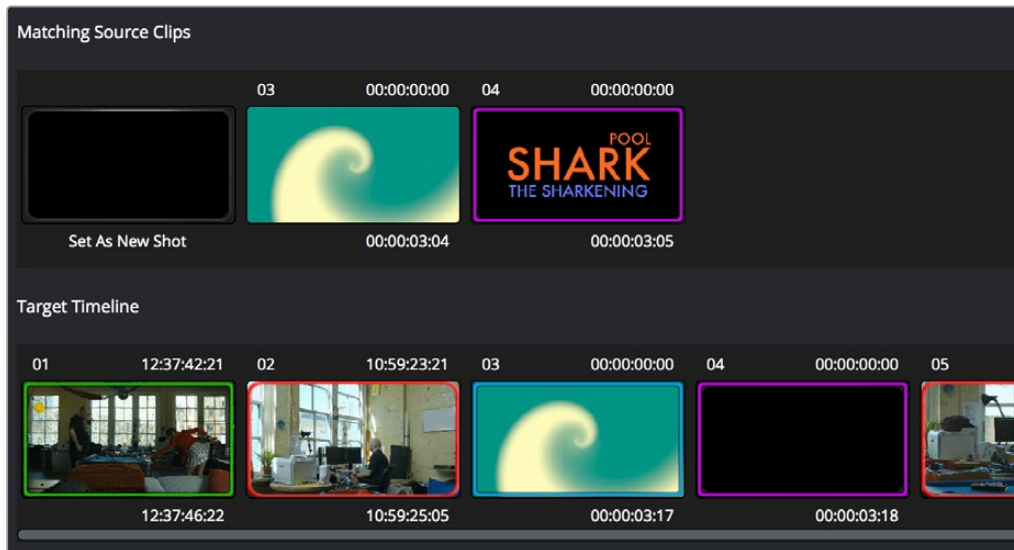 Matching Source Clips
03 00:00:00:00 04 00:00:00:00
POOL
SHARK
THE SHARKENING
Set As New Shot 00:00:03:04 00:00:03:05
Target Timeline
01 12:37:42:21 02 10:59:23:21 03 00:00:00:00 04 00:00:00:00 05
12:37:46:22 10:59:25:05 00:00:03:17 00:00:03:18